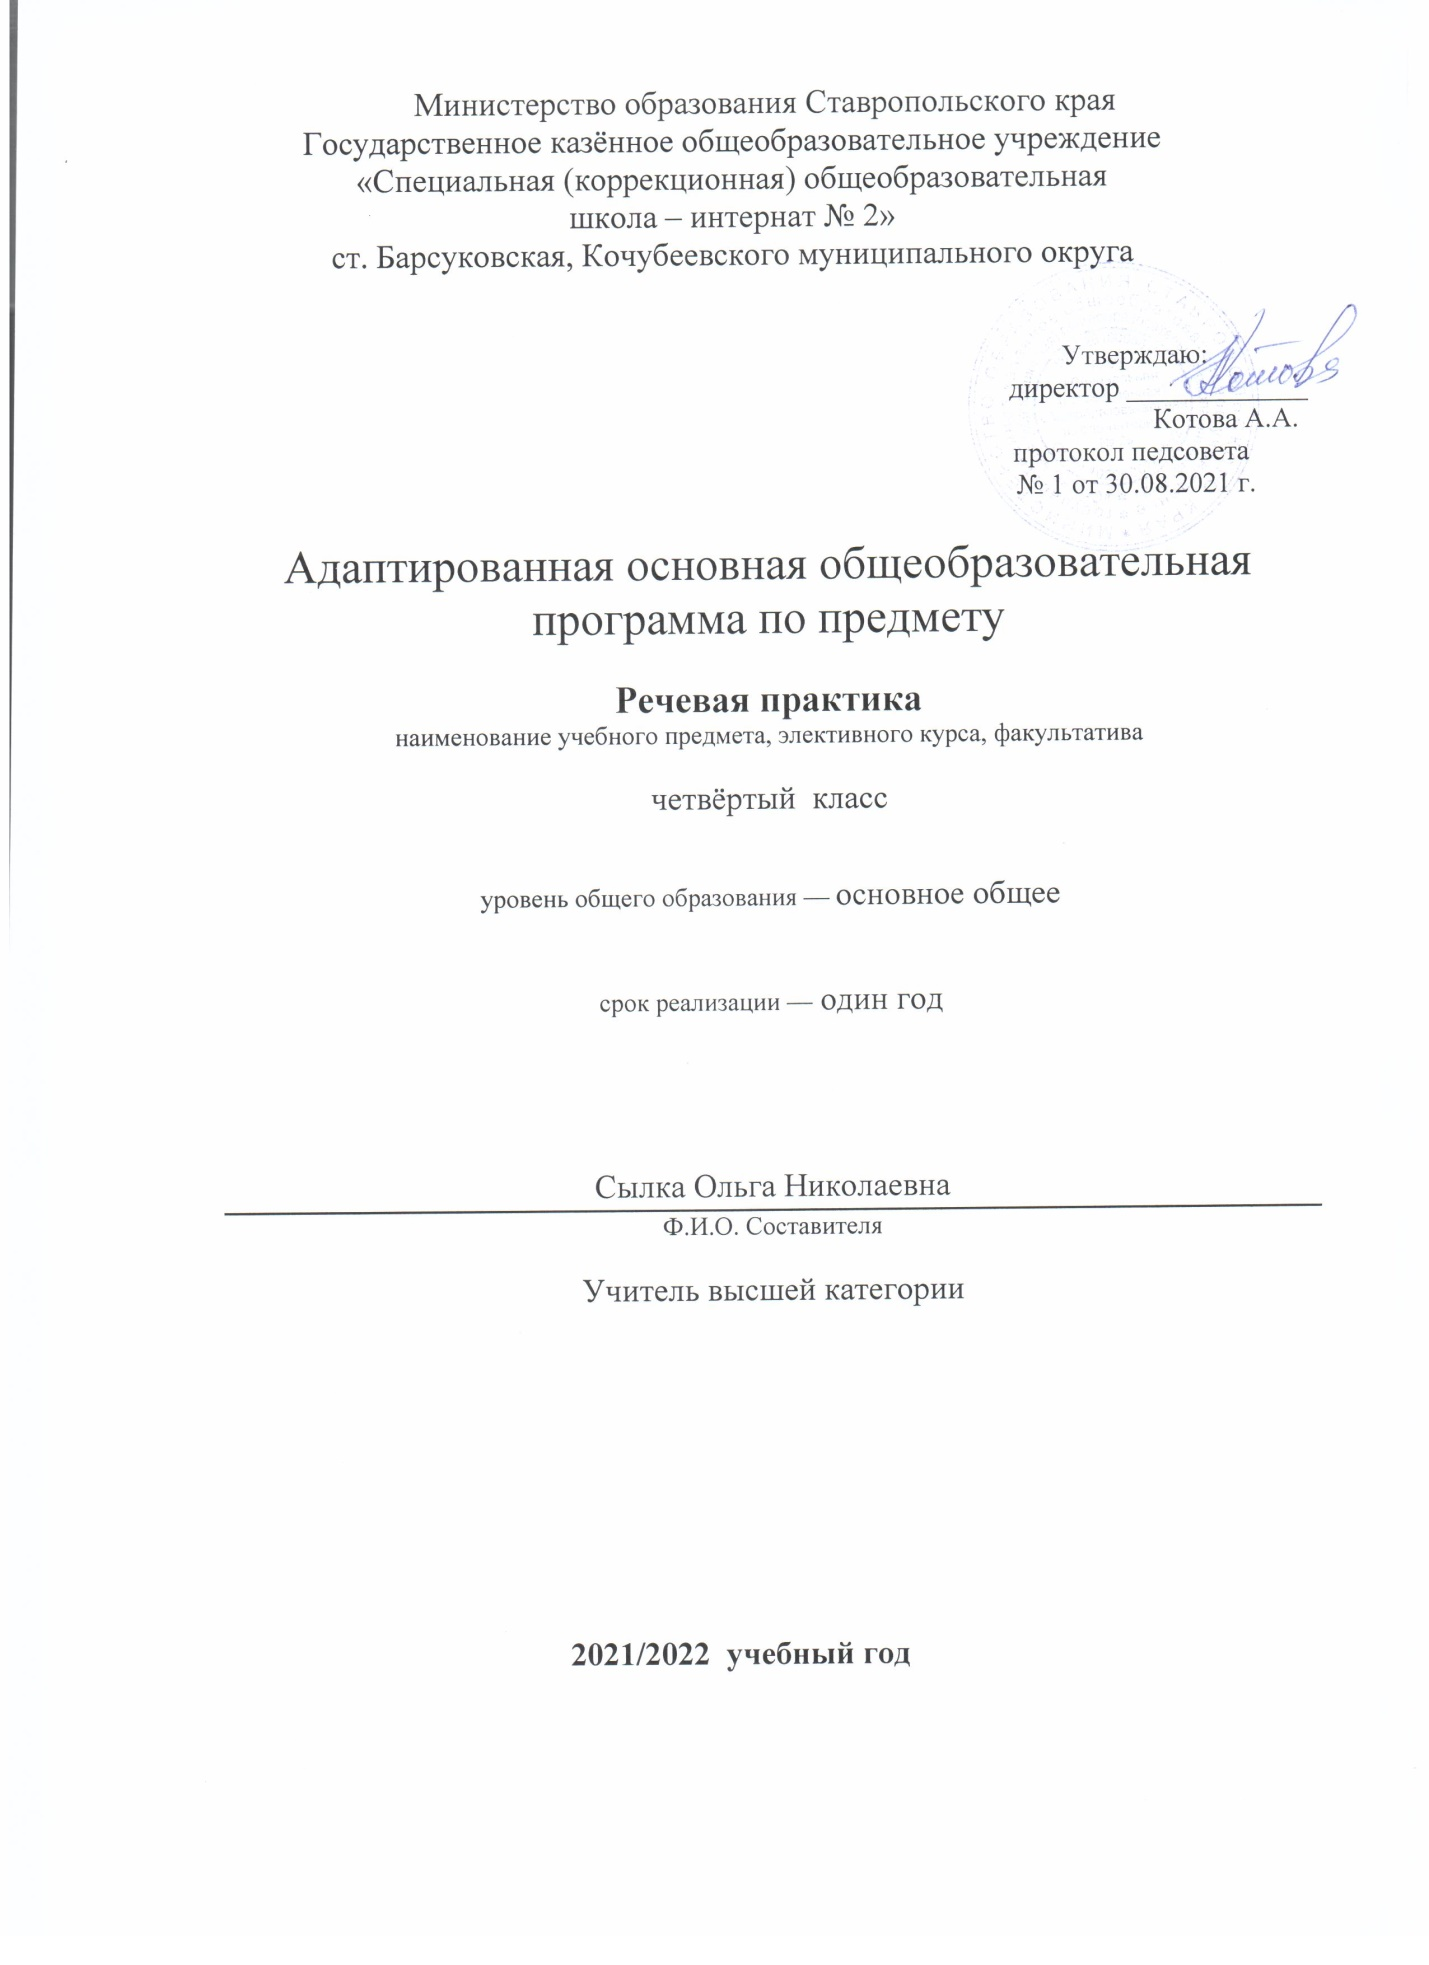 Министерство образования Ставропольского края
Государственное казённое общеобразовательное учреждение
«Специальная (коррекционная) общеобразовательная
школа – интернат № 2»
ст. Барсуковская, Кочубеевского муниципального округа
Утверждаю:
директор _____________
Котова А.А.
протокол педсовета
№ 1 от 30.08.2021 г.
Адаптированная основная общеобразовательная
программа по предмету
Речевая практика
наименование учебного предмета, элективного курса, факультатива
четвёртый класс
уровень общего образования — основное общее
срок реализации — один год
Сылка Ольга Николаевна
Ф.И.О. Составителя
Учитель высшей категории
2021/2022 учебный год